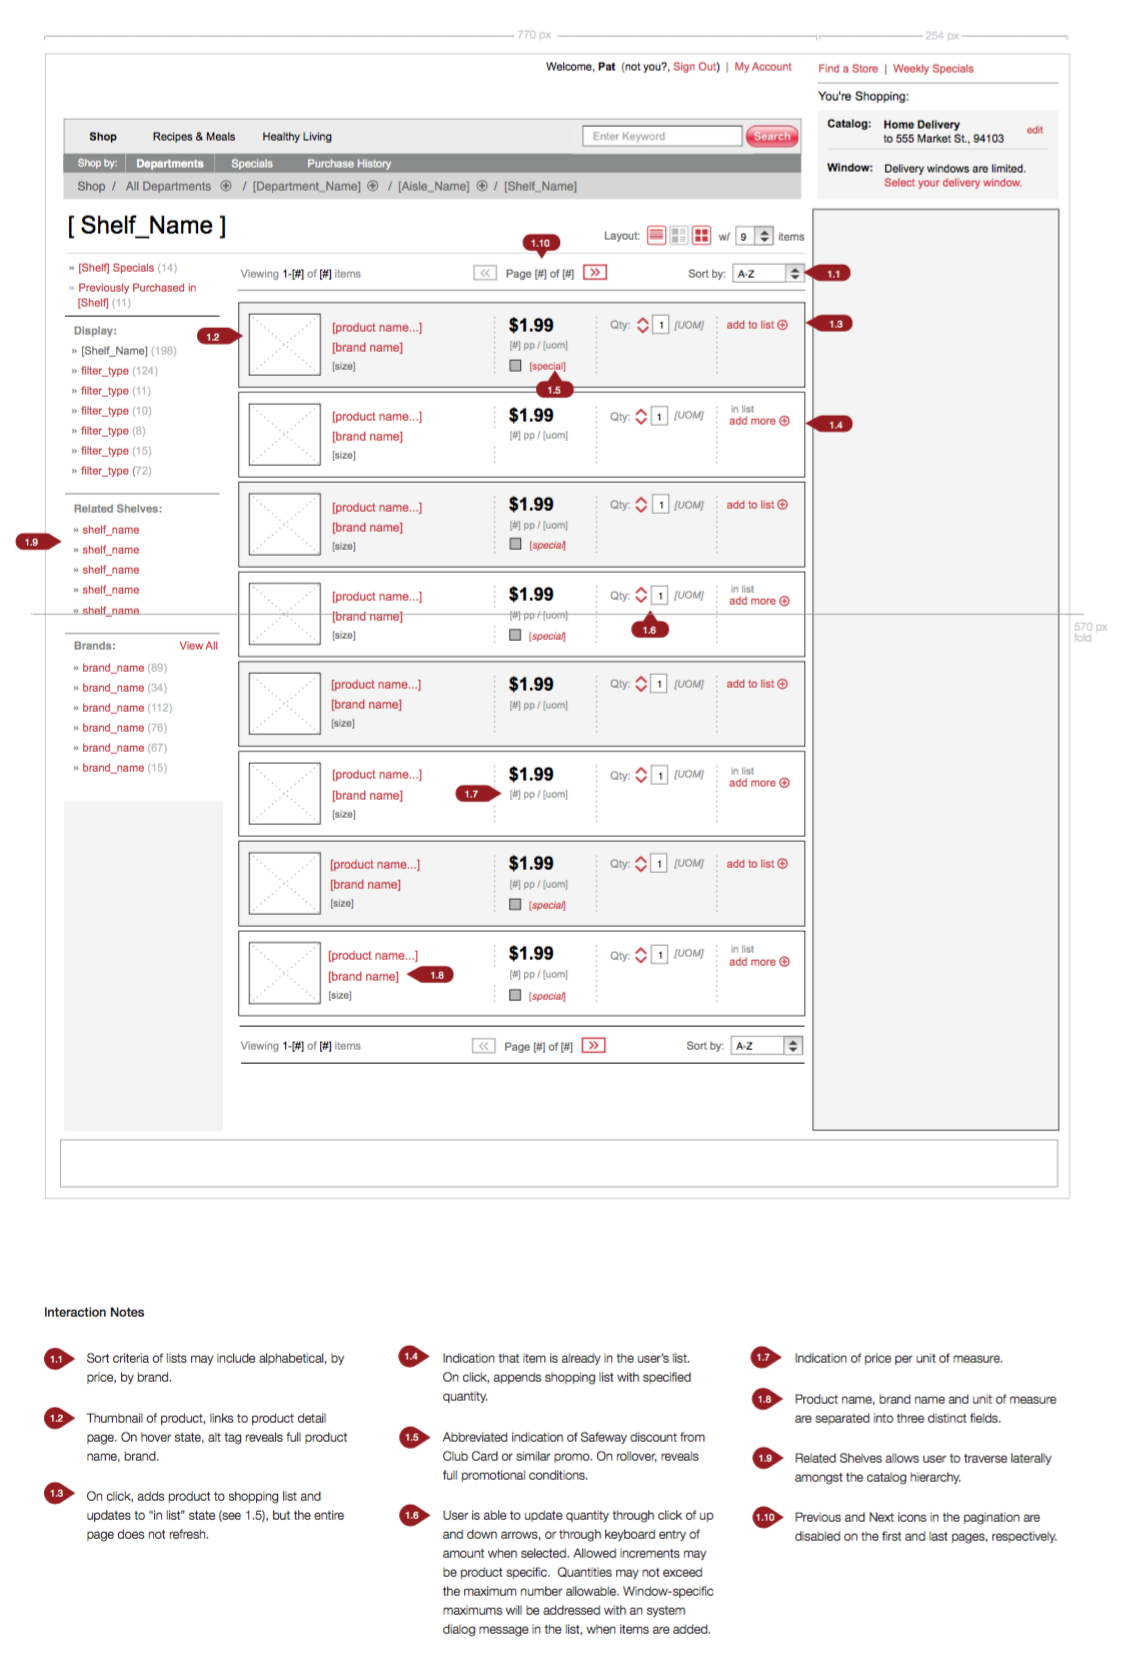 770 px
254 px
Welcome, Pat (not you?, Sign Out) | My Account
Find a Store | Weekly Specials
You're Shopping:
Catalog: Home Delivery
to 555 Market St., 94103
edit
Window: Delivery windows are limited.
Select your delivery window.
Shop Recipes & Meals Healthy Living
Enter Keyword
Search
Shop by: Departments Specials Purchase History
Shop / All Departments ⊕ / [Department_Name] ⊕ / [Aisle_Name] ⊕ / [Shelf_Name]
[ Shelf_Name ]
Layout: w/ 9 items
1.10
» [Shelf] Specials (14)
» Previously Purchased in
[Shelf] (11)
Display:
» [Shelf_Name] (198)
» filter_type (124)
» filter_type (11)
» filter_type (10)
» filter_type (8)
» filter_type (15)
» filter_type (72)
Related Shelves:
» shelf_name
» shelf_name
» shelf_name
» shelf_name
» shelf_name
1.9
Brands: View All
» brand_name (89)
» brand_name (34)
» brand_name (112)
» brand_name (76)
» brand_name (67)
» brand_name (15)
Viewing 1-[#] of [#] items
« Page [#] of [#] »
Sort by: A-Z
1.1
1.2
[product name...]
[brand name]
[size]
$1.99
[#] pp / [uom]
[special]
Qty: 1 [UOM]
add to list ⊕
1.3
1.5
[product name...]
[brand name]
[size]
$1.99
[#] pp / [uom]
Qty: 1 [UOM]
in list
add more ⊕
1.4
[product name...]
[brand name]
[size]
$1.99
[#] pp / [uom]
[special]
Qty: 1 [UOM]
add to list ⊕
[product name...]
[brand name]
[size]
$1.99
[#] pp / [uom]
[special]
Qty: 1 [UOM]
in list
add more ⊕
1.6
570 px
fold
[product name...]
[brand name]
[size]
$1.99
[#] pp / [uom]
Qty: 1 [UOM]
add to list ⊕
[product name...]
[brand name]
[size]
1.7
$1.99
[#] pp / [uom]
Qty: 1 [UOM]
in list
add more ⊕
[product name...]
[brand name]
[size]
$1.99
[#] pp / [uom]
[special]
Qty: 1 [UOM]
add to list ⊕
[product name...]
[brand name]
[size]
1.8
$1.99
[#] pp / [uom]
[special]
Qty: 1 [UOM]
in list
add more ⊕
Viewing 1-[#] of [#] items
« Page [#] of [#] »
Sort by: A-Z
Interaction Notes
1.1
Sort criteria of lists may include alphabetical, by
price, by brand.
1.2
Thumbnail of product, links to product detail
page. On hover state, alt tag reveals full product
name, brand.
1.3
On click, adds product to shopping list and
updates to "in list" state (see 1.5), but the entire
page does not refresh.
1.4
Indication that item is already in the user's list.
On click, appends shopping list with specified
quantity.
1.5
Abbreviated indication of Safeway discount from
Club Card or similar promo. On rollover, reveals
full promotional conditions.
1.6
User is able to update quantity through click of up
and down arrows, or through keyboard entry of
amount when selected. Allowed increments may
be product specific. Quantities may not exceed
the maximum number allowable. Window-specific
maximums will be addressed with an system
dialog message in the list, when items are added.
1.7
Indication of price per unit of measure.
1.8
Product name, brand name and unit of measure
are separated into three distinct fields.
1.9
Related Shelves allows user to traverse laterally
amongst the catalog hierarchy.
1.10
Previous and Next icons in the pagination are
disabled on the first and last pages, respectively.